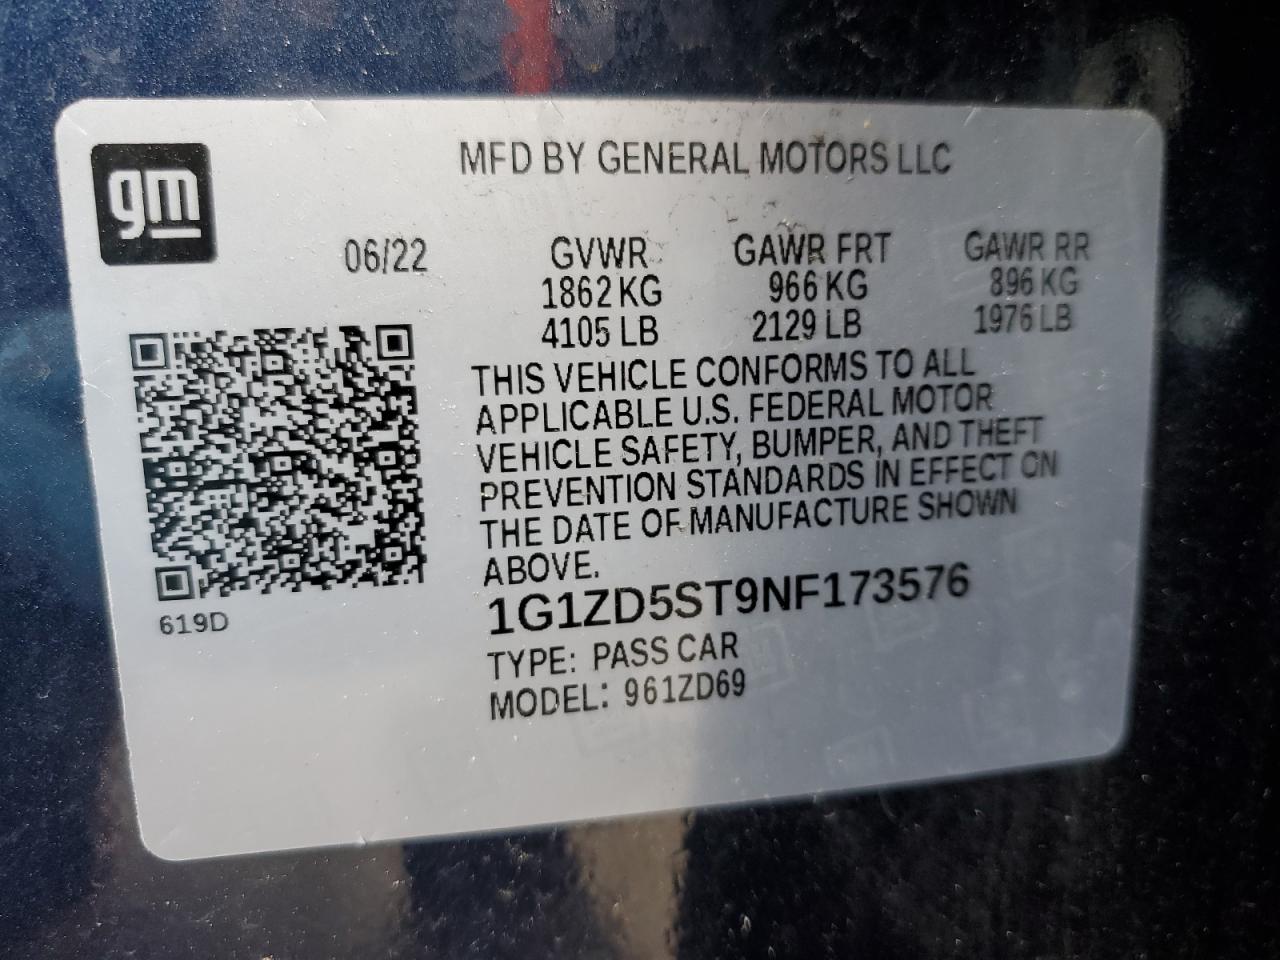 gm
MFD BY GENERAL MOTORS LLC
06/22
GVWR
1862 KG
4105 LB
GAWR FRT
966 KG
2129 LB
GAWR RR
896 KG
1976 LB
THIS VEHICLE CONFORMS TO ALL
APPLICABLE U.S. FEDERAL MOTOR
VEHICLE SAFETY, BUMPER, AND THEFT
PREVENTION STANDARDS IN EFFECT ON
THE DATE OF MANUFACTURE SHOWN
ABOVE.
1G1ZD5ST9NF173576
TYPE: PASS CAR
MODEL: 961ZD69
619D